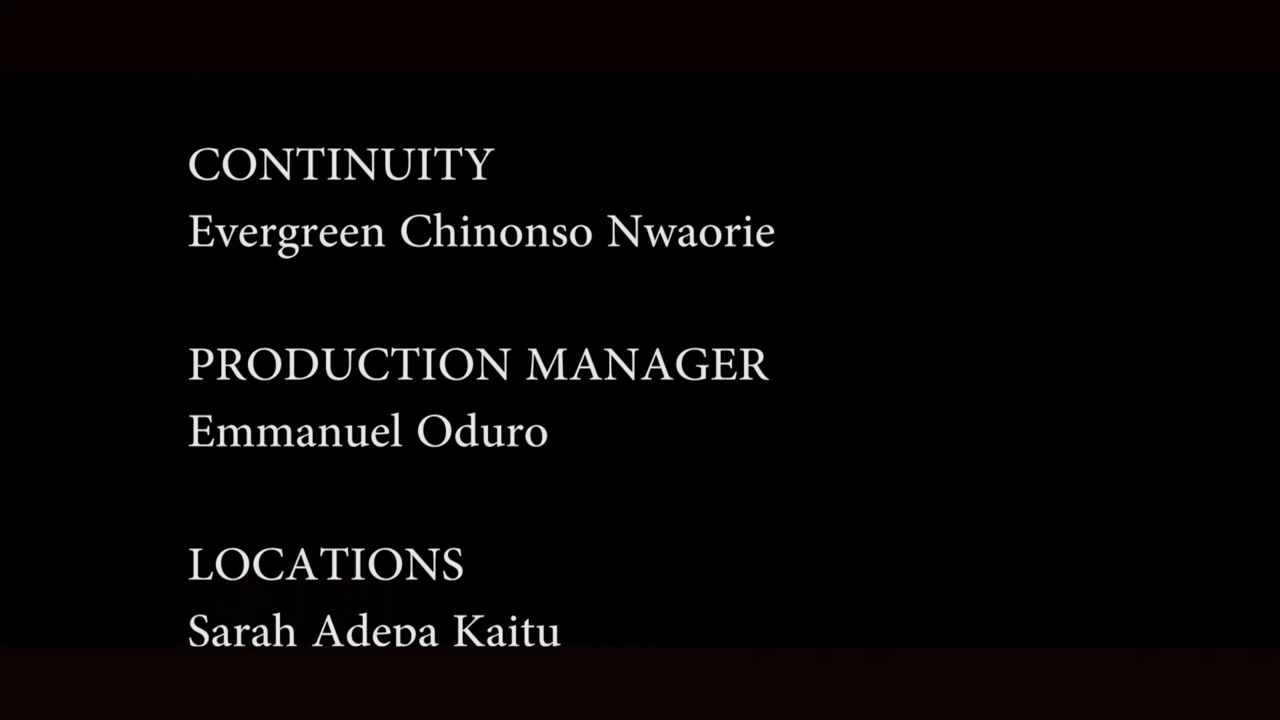 CONTINUITY
Evergreen Chinonso Nwaorie
PRODUCTION MANAGER
Emmanuel Oduro
LOCATIONS
Sarah Adepa Kaitu